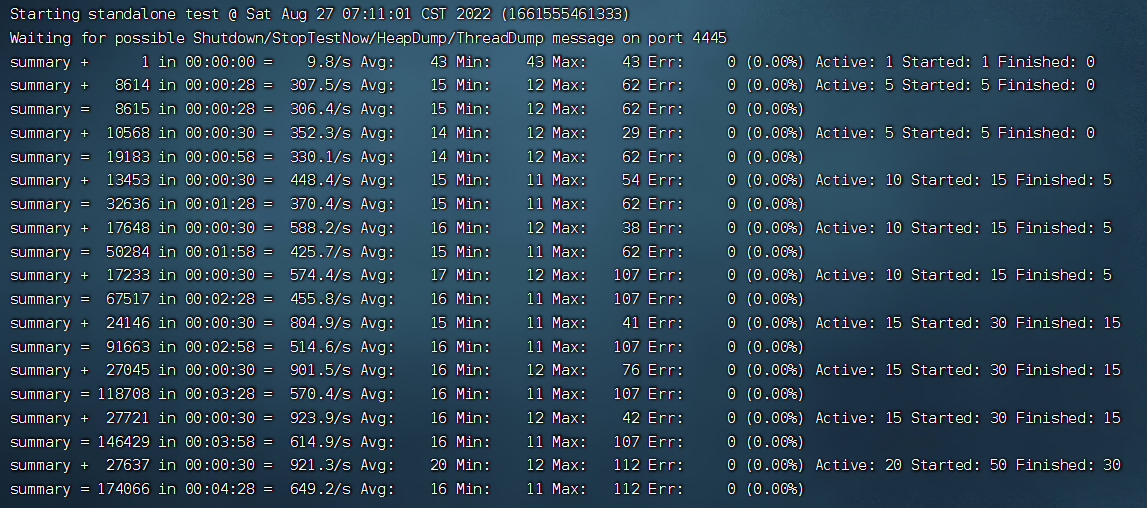 Starting standalone test @ Sat Aug 27 07:11:01 CST 2022 (1661555461333)
Waiting for possible Shutdown/StopTestNow/HeapDump/ThreadDump message on port 4445
summary +      1 in 00:00:00 =    9.8/s Avg:    43 Min:    43 Max:    43 Err:     0 (0.00%) Active: 1 Started: 1 Finished: 0
summary +   8614 in 00:00:28 =  307.5/s Avg:    15 Min:    12 Max:    62 Err:     0 (0.00%) Active: 5 Started: 5 Finished: 0
summary =   8615 in 00:00:28 =  306.4/s Avg:    15 Min:    12 Max:    62 Err:     0 (0.00%)
summary +  10568 in 00:00:30 =  352.3/s Avg:    14 Min:    12 Max:    29 Err:     0 (0.00%) Active: 5 Started: 5 Finished: 0
summary =  19183 in 00:00:58 =  330.1/s Avg:    14 Min:    12 Max:    62 Err:     0 (0.00%)
summary +  13453 in 00:00:30 =  448.4/s Avg:    15 Min:    11 Max:    54 Err:     0 (0.00%) Active: 10 Started: 15 Finished: 5
summary =  32636 in 00:01:28 =  370.4/s Avg:    15 Min:    11 Max:    62 Err:     0 (0.00%)
summary +  17648 in 00:00:30 =  588.2/s Avg:    16 Min:    12 Max:    38 Err:     0 (0.00%) Active: 10 Started: 15 Finished: 5
summary =  50284 in 00:01:58 =  425.7/s Avg:    15 Min:    11 Max:    62 Err:     0 (0.00%)
summary +  17233 in 00:00:30 =  574.4/s Avg:    17 Min:    12 Max:   107 Err:     0 (0.00%) Active: 10 Started: 15 Finished: 5
summary =  67517 in 00:02:28 =  455.8/s Avg:    16 Min:    11 Max:   107 Err:     0 (0.00%)
summary +  24146 in 00:00:30 =  804.9/s Avg:    15 Min:    11 Max:    41 Err:     0 (0.00%) Active: 15 Started: 30 Finished: 15
summary =  91663 in 00:02:58 =  514.6/s Avg:    16 Min:    11 Max:   107 Err:     0 (0.00%)
summary +  27045 in 00:00:30 =  901.5/s Avg:    16 Min:    12 Max:    76 Err:     0 (0.00%) Active: 15 Started: 30 Finished: 15
summary = 118708 in 00:03:28 =  570.4/s Avg:    16 Min:    11 Max:   107 Err:     0 (0.00%)
summary +  27721 in 00:00:30 =  923.9/s Avg:    16 Min:    12 Max:    42 Err:     0 (0.00%) Active: 15 Started: 30 Finished: 15
summary = 146429 in 00:03:58 =  614.9/s Avg:    16 Min:    11 Max:   107 Err:     0 (0.00%)
summary +  27637 in 00:00:30 =  921.3/s Avg:    20 Min:    12 Max:   112 Err:     0 (0.00%) Active: 20 Started: 50 Finished: 30
summary = 174066 in 00:04:28 =  649.2/s Avg:    16 Min:    11 Max:   112 Err:     0 (0.00%)